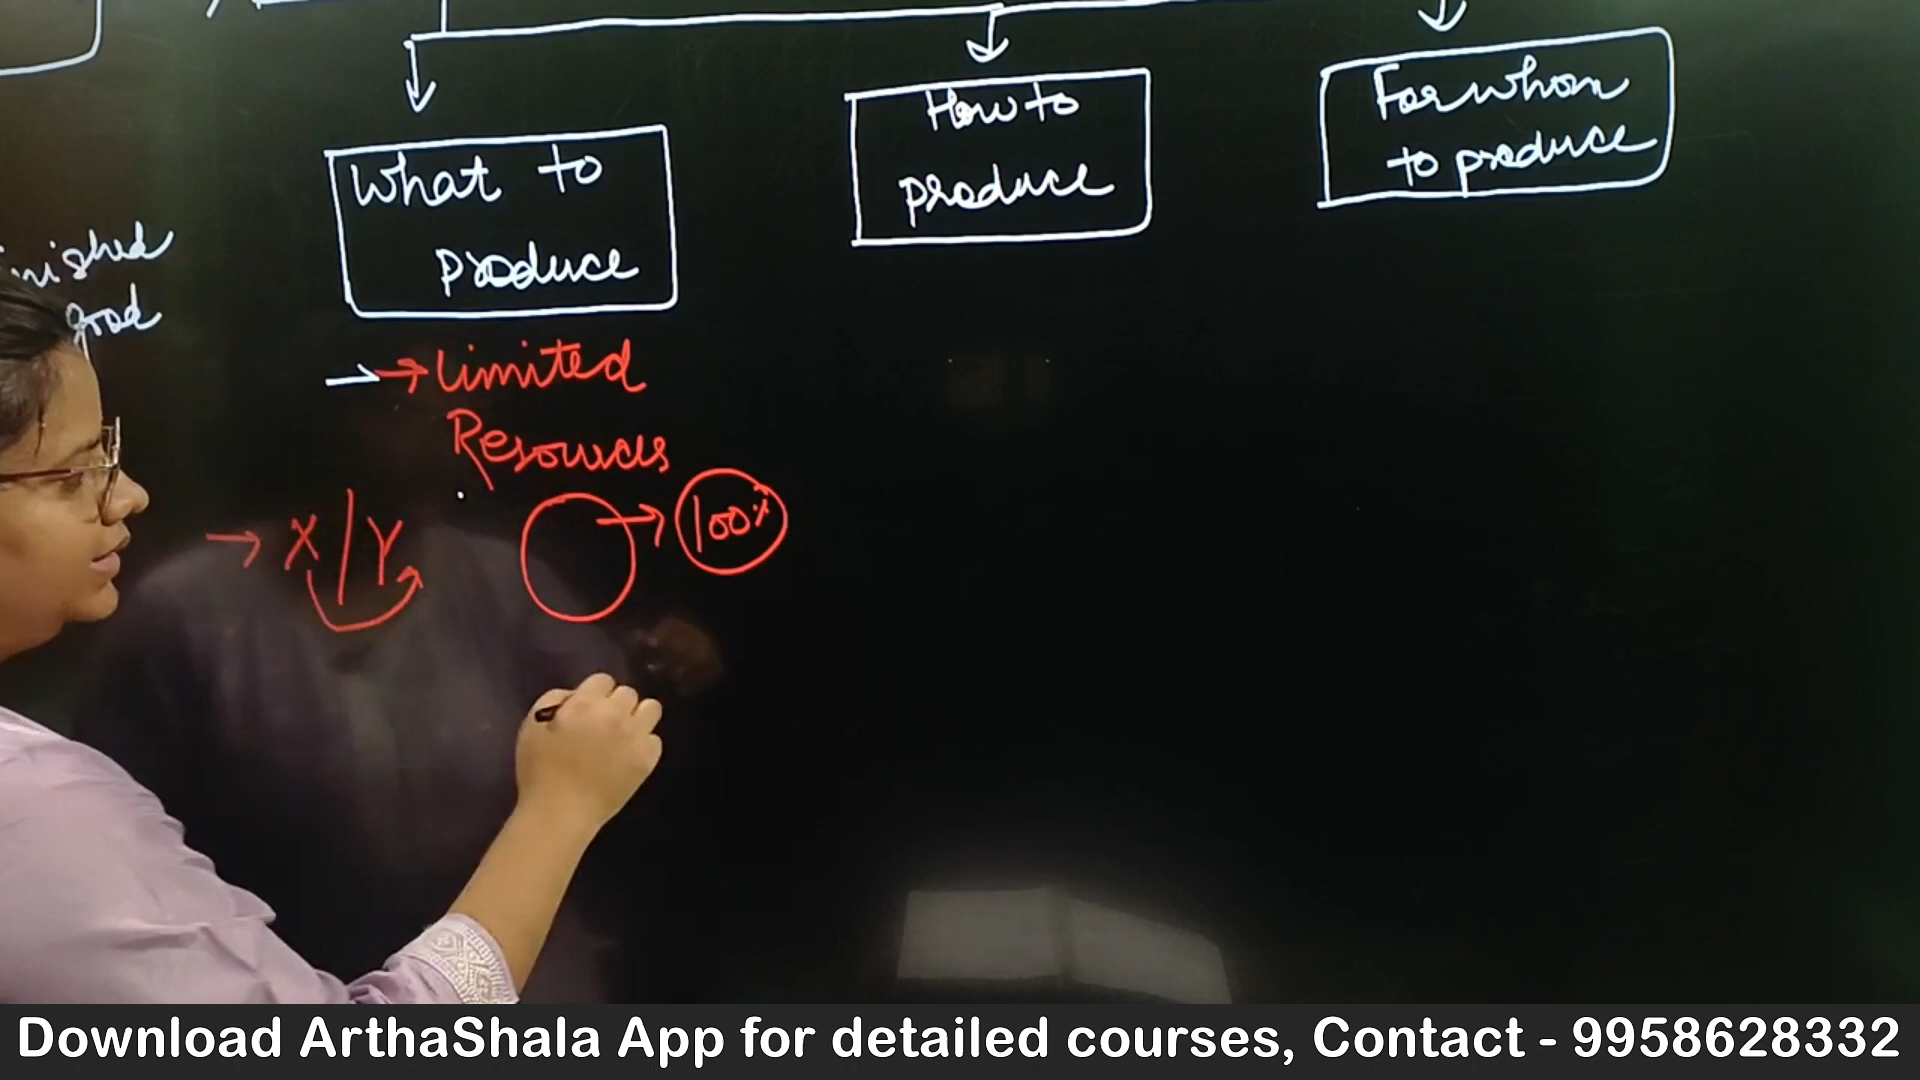 What to
produce
How to
produce
For whom
to produce
good
→ Limited
Resources
→ X/Y
→ 100%
Download ArthaShala App for detailed courses, Contact - 9958628332